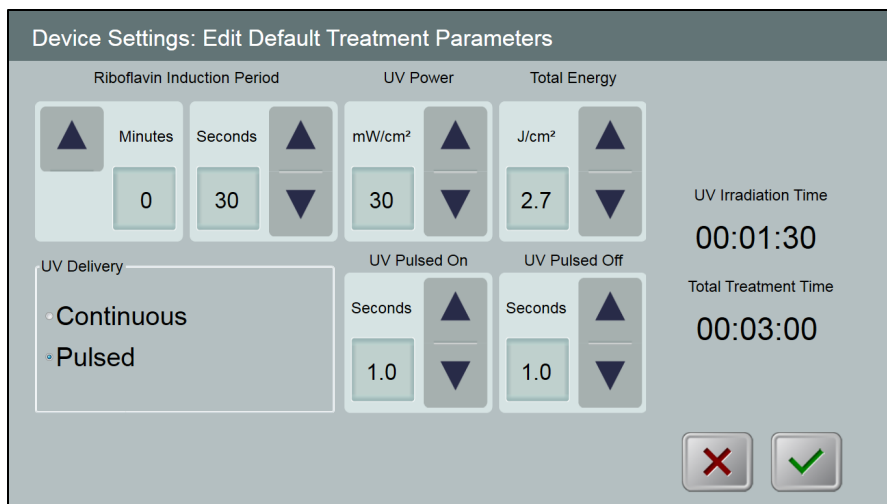 Device Settings: Edit Default Treatment Parameters
Riboflavin Induction Period
UV Power
Total Energy
Minutes
Seconds
mW/cm²
J/cm²
0
30
30
2.7
UV Irradiation Time
00:01:30
UV Delivery
Continuous
Pulsed
UV Pulsed On
UV Pulsed Off
Seconds
Seconds
1.0
1.0
Total Treatment Time
00:03:00